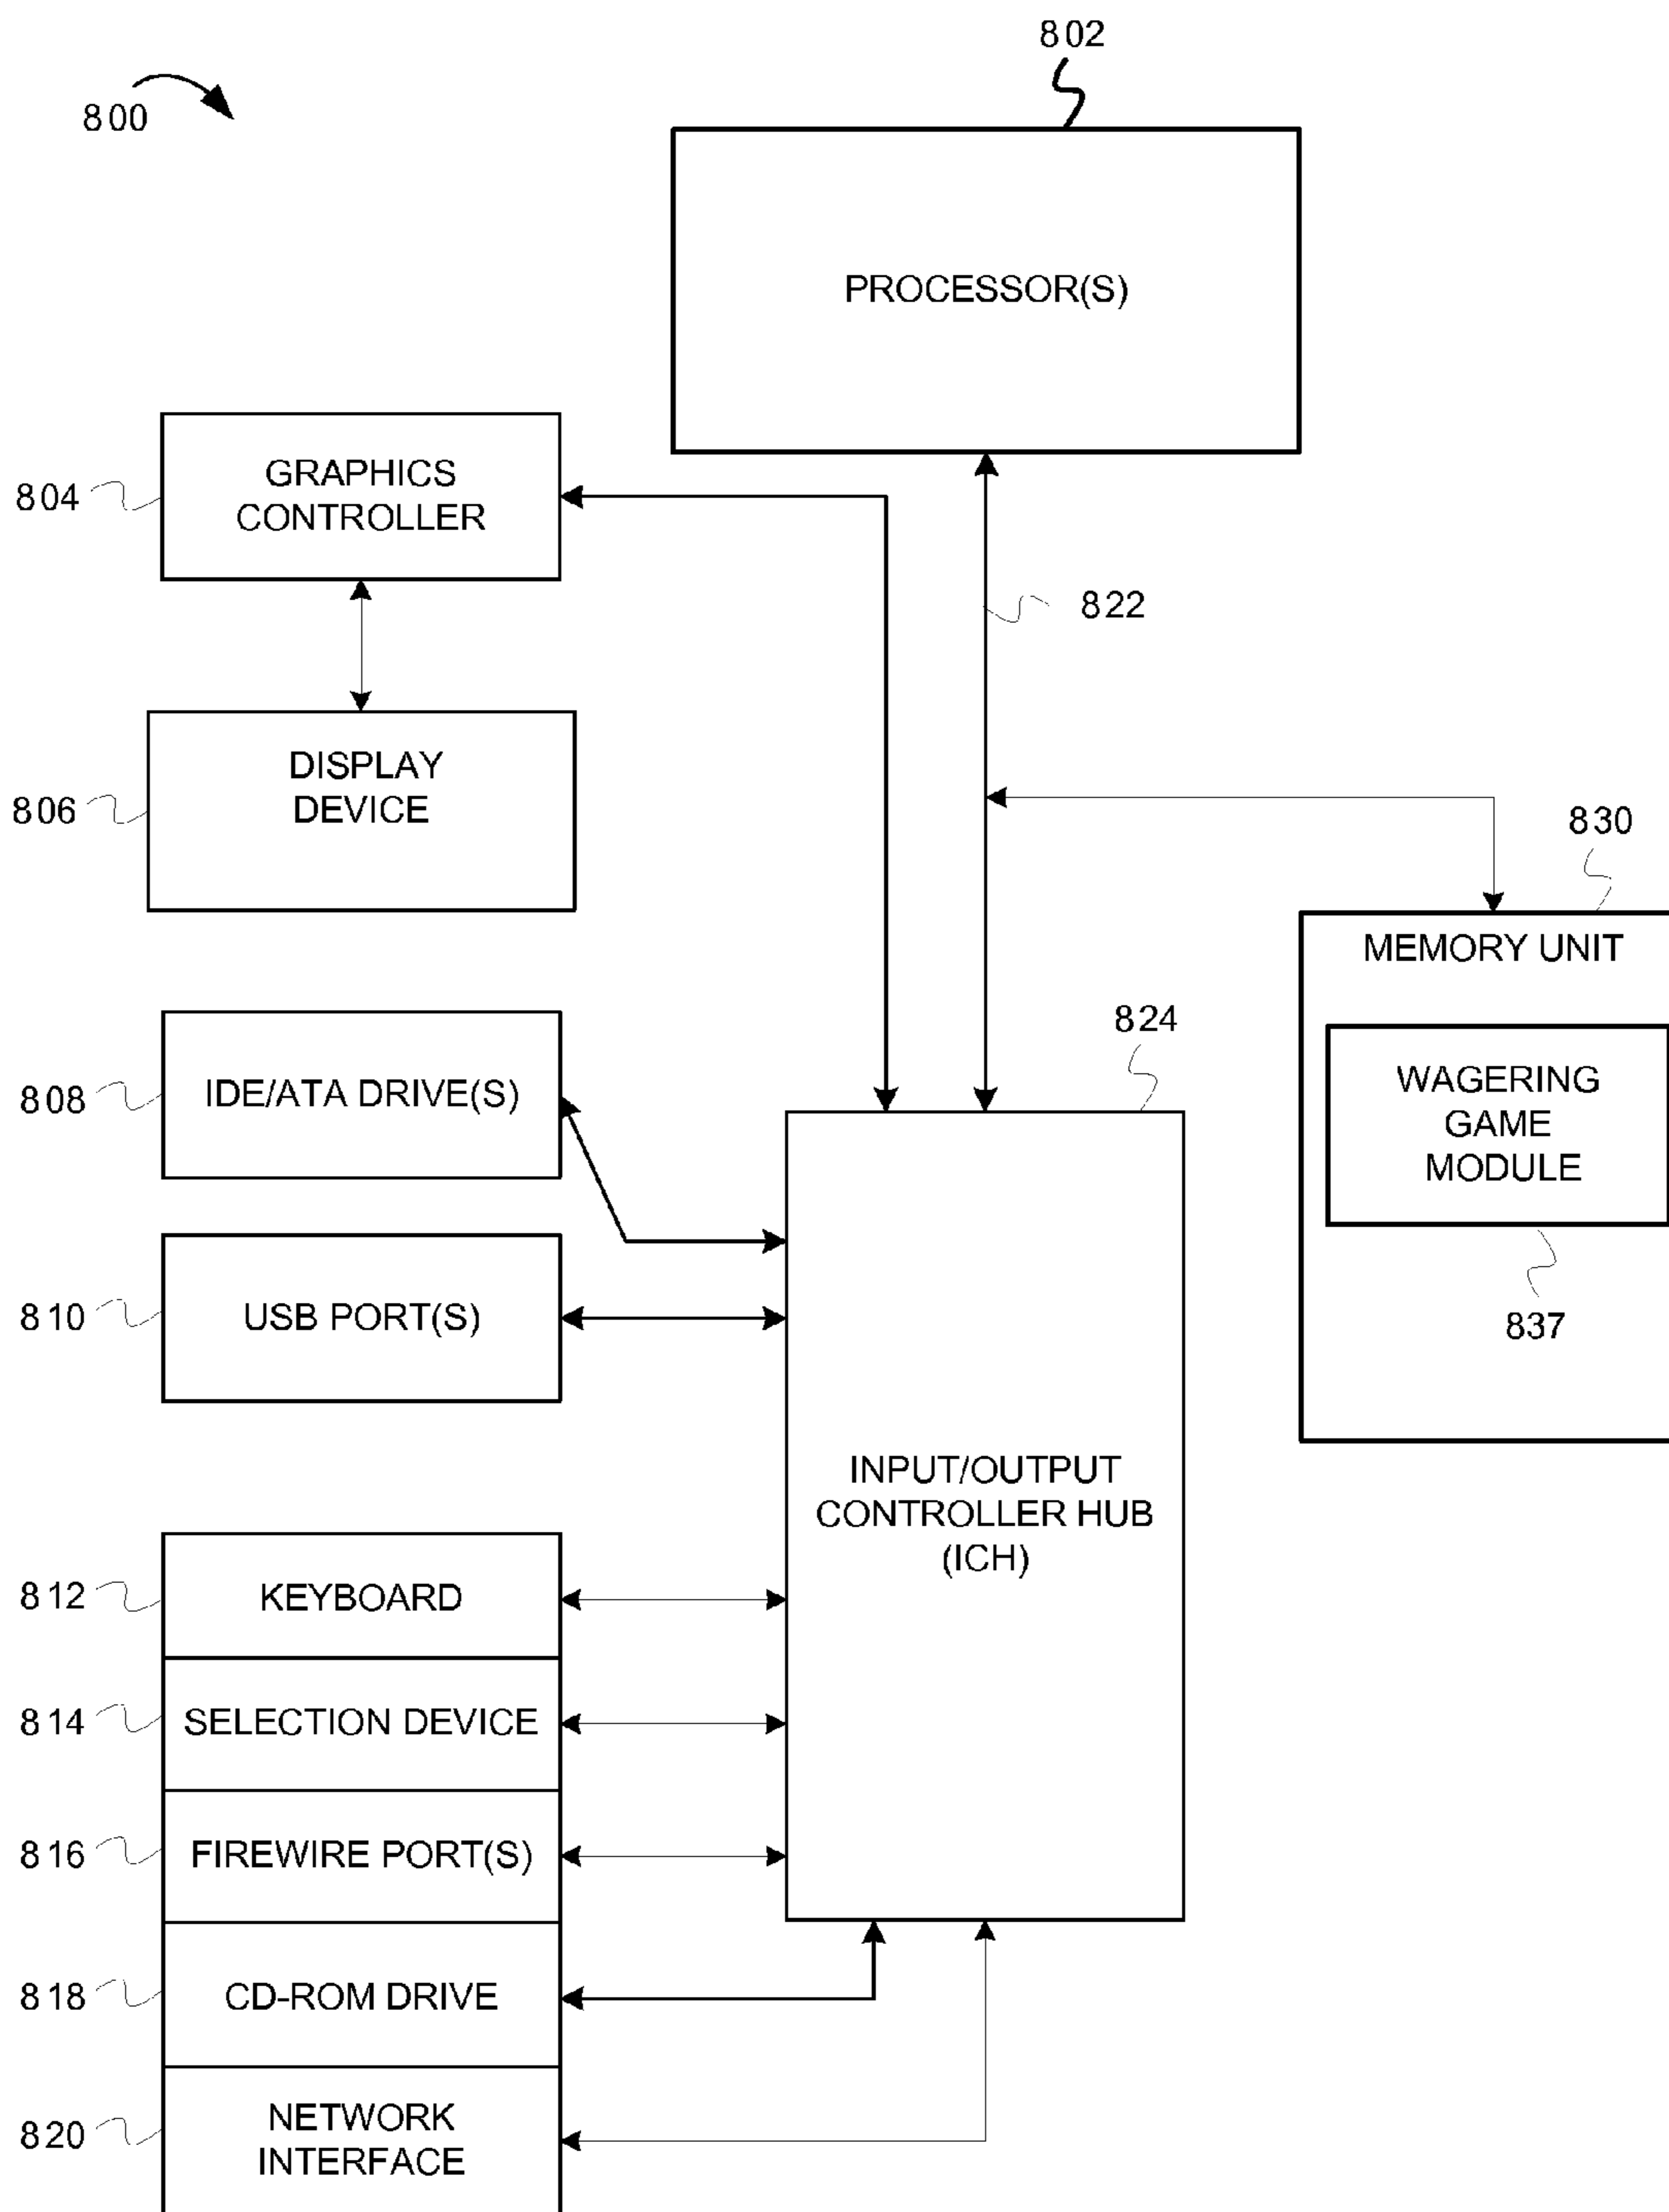 802
800
PROCESSOR(S)
804
GRAPHICS
CONTROLLER
822
806
DISPLAY
DEVICE
830
MEMORY UNIT
824
808
IDE/ATA DRIVE(S)
WAGERING
GAME
MODULE
810
USB PORT(S)
837
INPUT/OUTPUT
CONTROLLER HUB
(ICH)
812
KEYBOARD
814
SELECTION DEVICE
816
FIREWIRE PORT(S)
818
CD-ROM DRIVE
820
NETWORK
INTERFACE